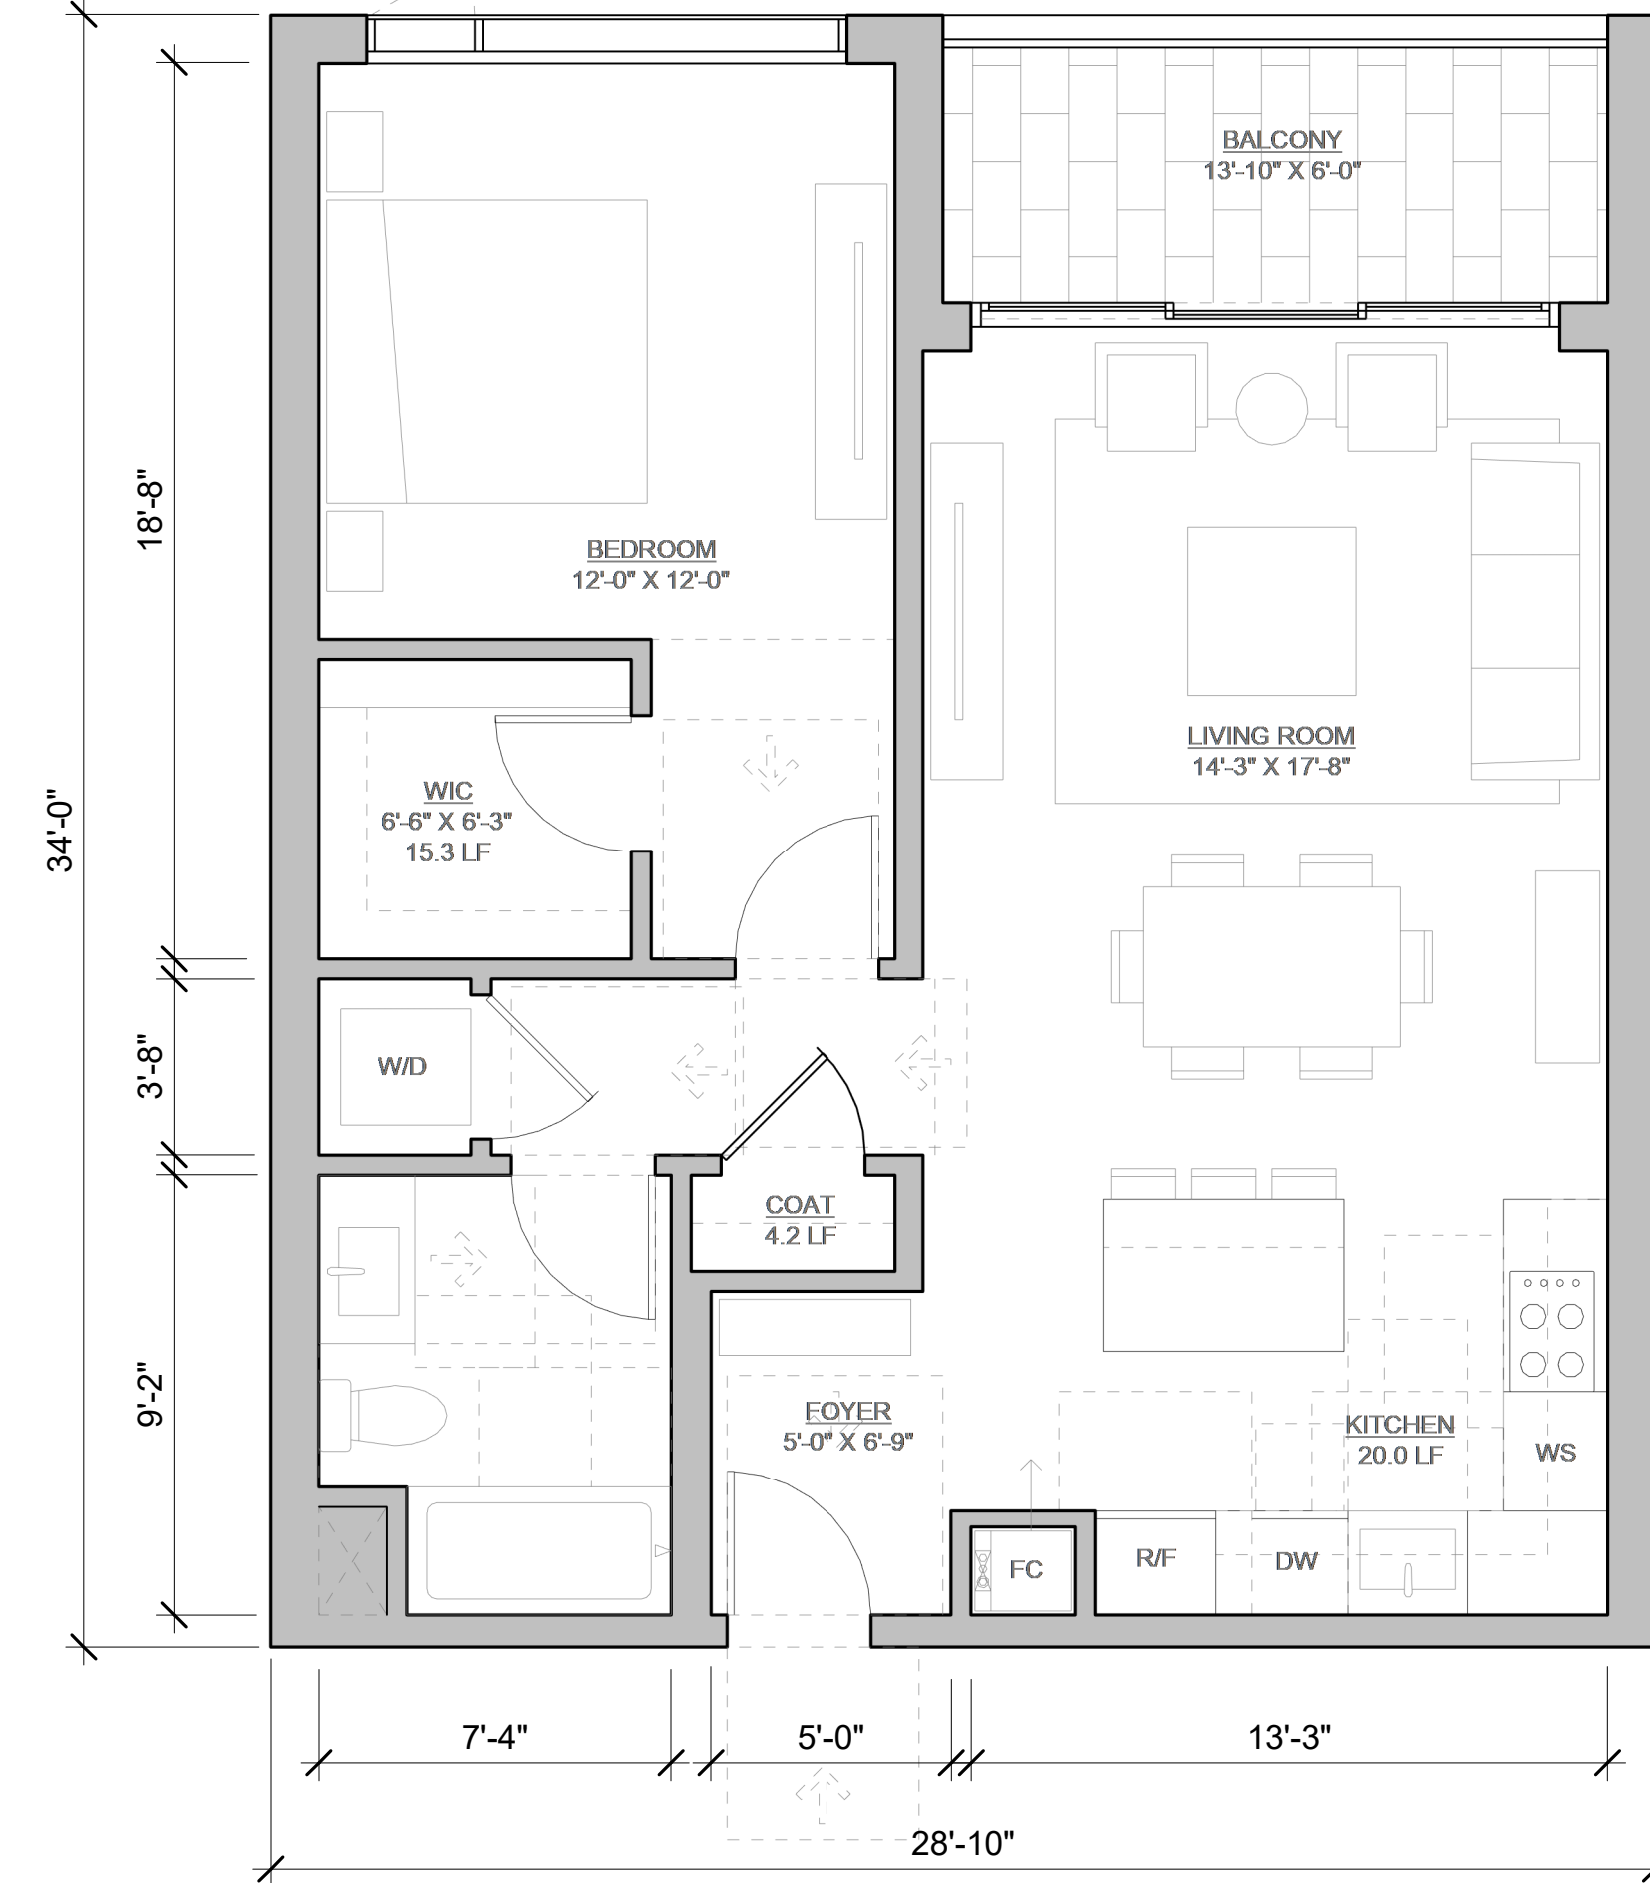 BALCONY
13'-10" X 6'-0"
18'-8"
BEDROOM
12'-0" X 12'-0"
LIVING ROOM
14'-3" X 17'-8"
WIC
6'-6" X 6'-3"
15.3 LF
34'-0"
W/D
3'-8"
COAT
4.2 LF
9'-2"
FOYER
5'-0" X 6'-9"
KITCHEN
20.0 LF
WS
FC
R/F
DW
7'-4"
5'-0"
13'-3"
28'-10"